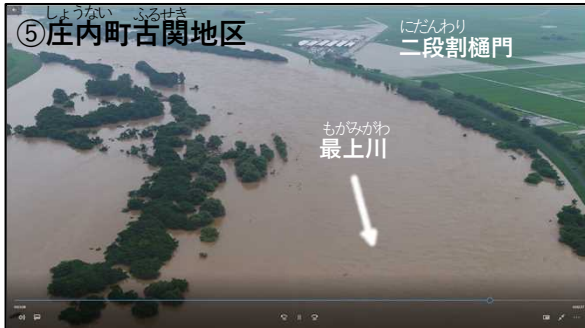 しょうない ふるせき
⑤庄内町古関地区
にだんわり
二段割樋門
もがみがわ
最上川